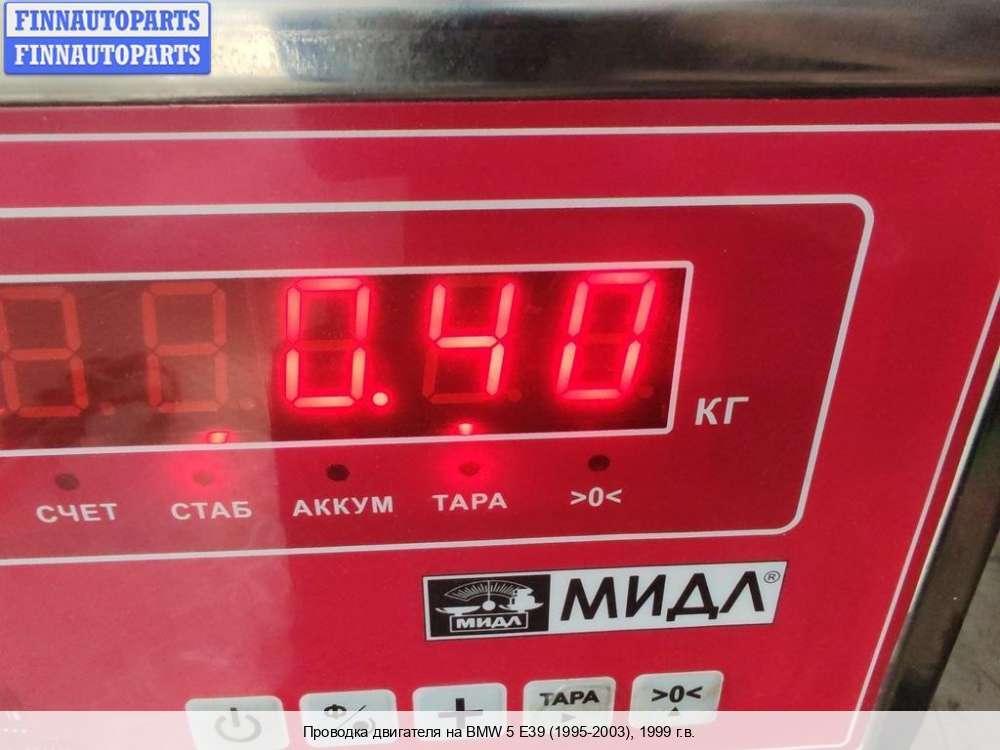 FINNAUTOPARTS
FINNAUTOPARTS
0.40
КГ
СЧЕТ СТАБ АККУМ ТАРА >0<
МИДЛ МИДЛ®
ТАРА >0<
Проводка двигателя на BMW 5 E39 (1995-2003), 1999 г.в.